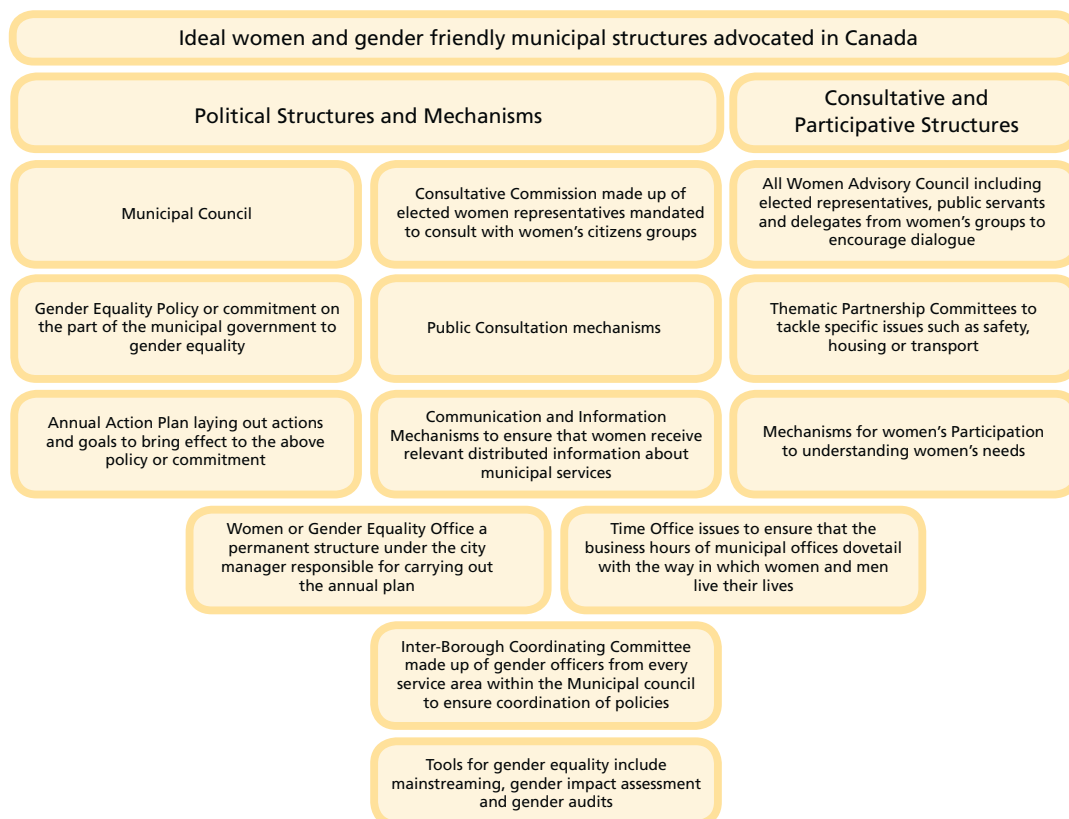 Ideal women and gender friendly municipal structures advocated in Canada
Political Structures and Mechanisms
Consultative and
Participative Structures
Municipal Council
Consultative Commission made up of
elected women representatives mandated
to consult with women’s citizens groups
All Women Advisory Council including
elected representatives, public servants
and delegates from women’s groups to
encourage dialogue
Gender Equality Policy or commitment on
the part of the municipal government to
gender equality
Public Consultation mechanisms
Thematic Partnership Committees to
tackle specific issues such as safety,
housing or transport
Annual Action Plan laying out actions
and goals to bring effect to the above
policy or commitment
Communication and Information
Mechanisms to ensure that women receive
relevant distributed information about
municipal services
Mechanisms for women’s Participation
to understanding women’s needs
Women or Gender Equality Office a
permanent structure under the city
manager responsible for carrying out
the annual plan
Time Office issues to ensure that the
business hours of municipal offices dovetail
with the way in which women and men
live their lives
Inter-Borough Coordinating Committee
made up of gender officers from every
service area within the Municipal council
to ensure coordination of policies
Tools for gender equality include
mainstreaming, gender impact assessment
and gender audits